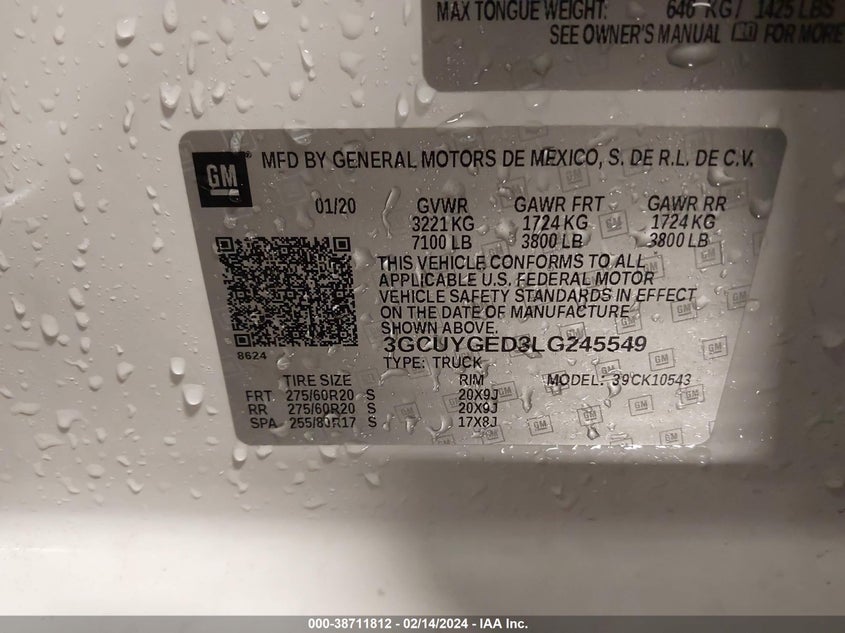 MAX TONGUE WEIGHT: 646 KG / 1425 LBS
SEE OWNER'S MANUAL FOR MORE
GM ® MFD BY GENERAL MOTORS DE MEXICO, S. DE R.L. DE C.V.
01/20 GVWR GAWR FRT GAWR RR
3221 KG 1724 KG 1724 KG
7100 LB 3800 LB 3800 LB
THIS VEHICLE CONFORMS TO ALL
APPLICABLE U.S. FEDERAL MOTOR
VEHICLE SAFETY STANDARDS IN EFFECT
ON THE DATE OF MANUFACTURE
SHOWN ABOVE.
8624 3GCUYGED3LG245549
TYPE: TRUCK
TIRE SIZE RIM MODEL: 39CK10543
FRT 275/60R20 S 20X9J
RR 275/60R20 S 20X9J
SPA 255/80R17 S 17X8J
000-38711812 - 02/14/2024 - IAA Inc.